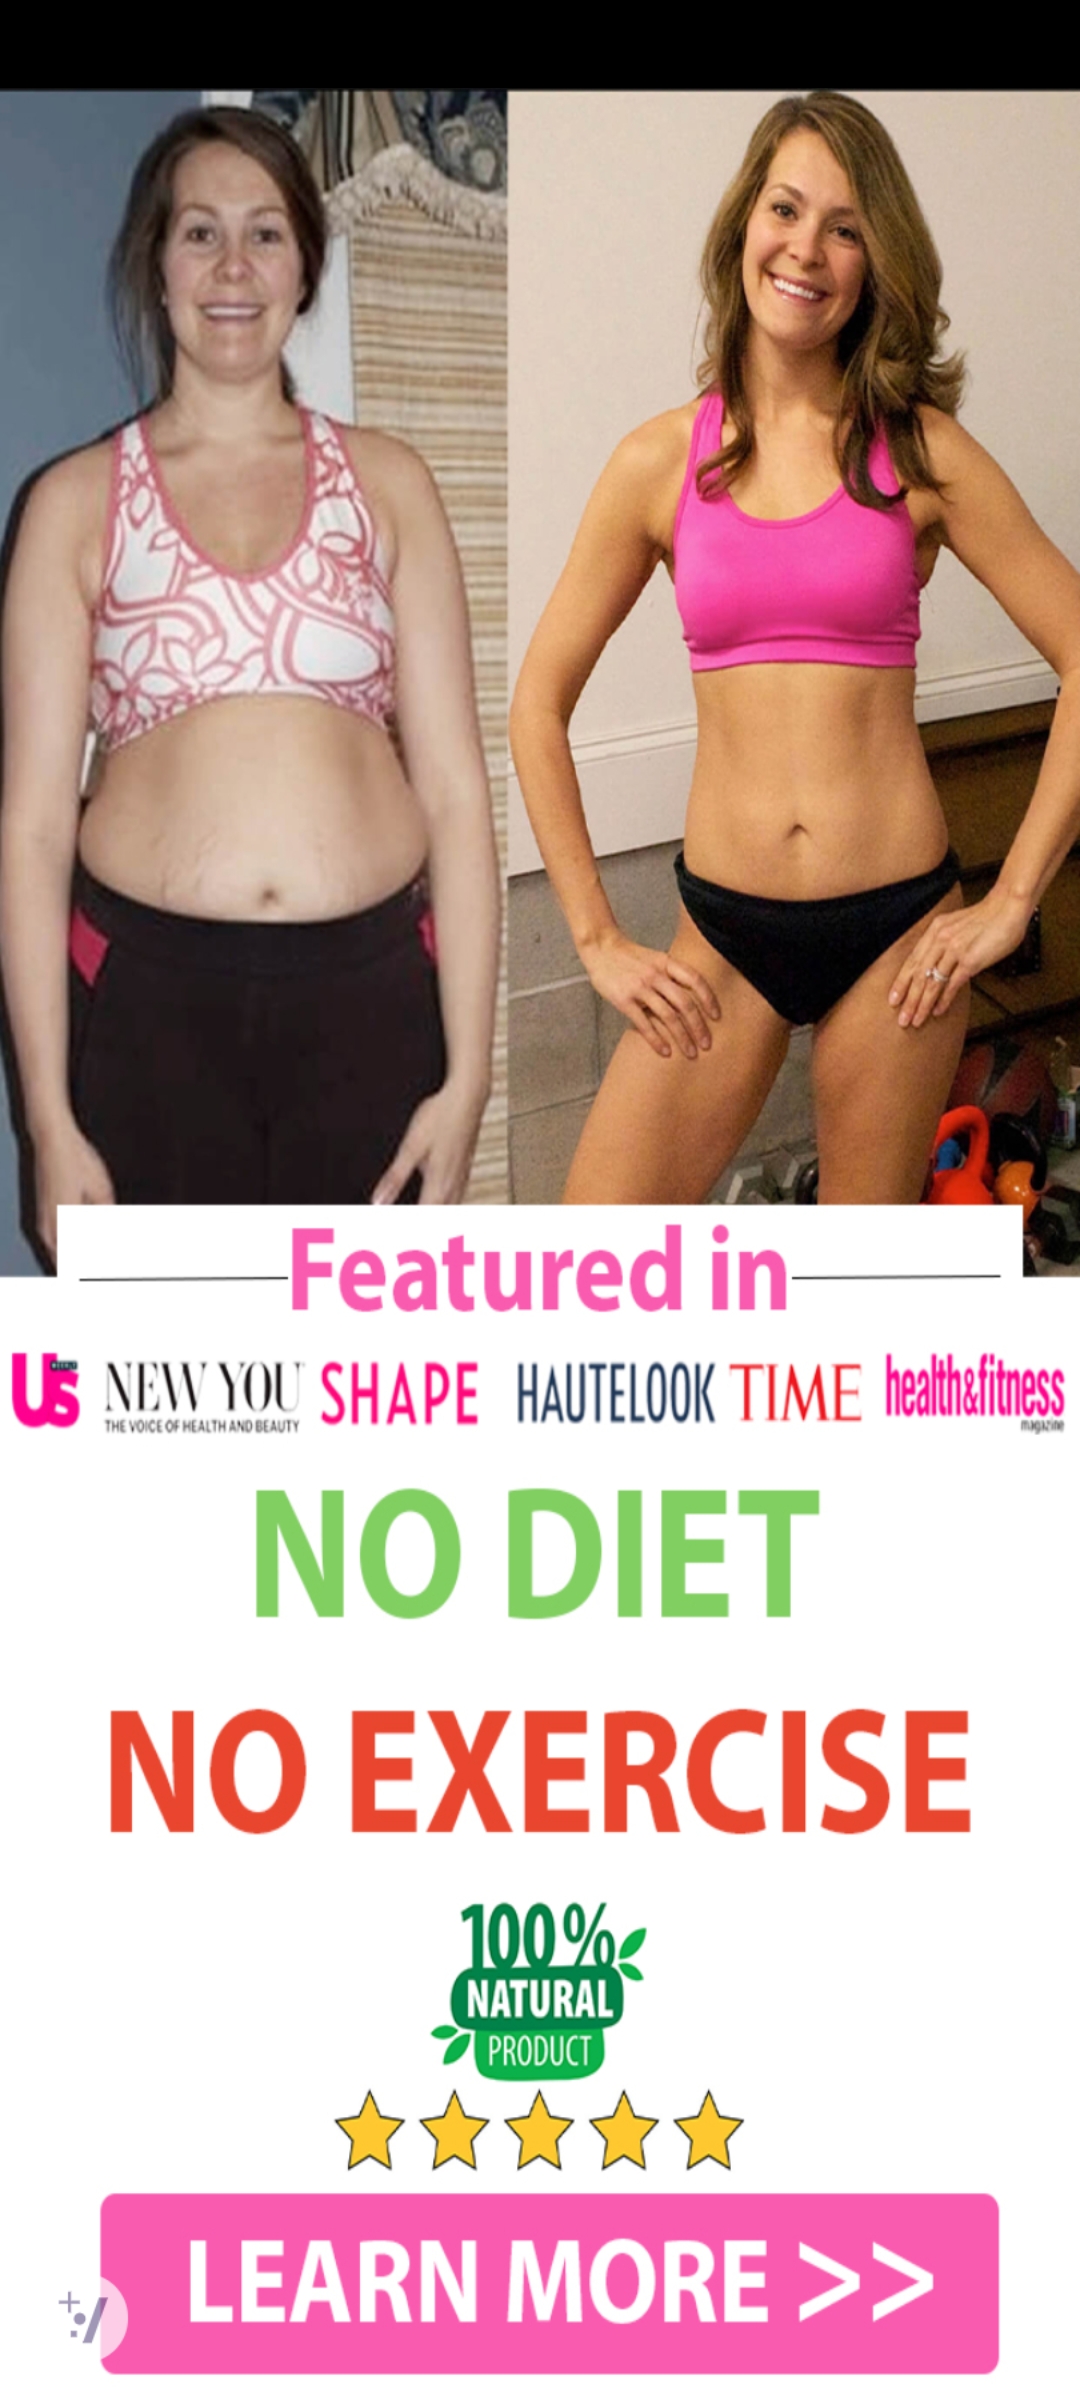 Featured in
Us WEEKLY NEW YOU SHAPE HAUTELOOK TIME health&fitness
THE VOICE OF HEALTH AND BEAUTY magazine
NO DIET
NO EXERCISE
100%
NATURAL
PRODUCT
LEARN MORE >>